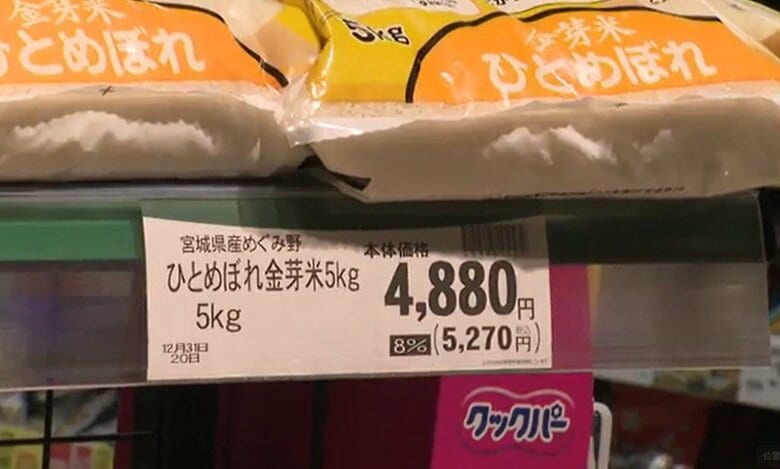 金芽米
ひとめぼれ
5kg
金芽米
ひとめぼれ
宮城県産めぐみ野
本体価格
ひとめぼれ金芽米5kg
5kg
4,880円
8%(5,270円)
税込
12月31日
20日
クックパー